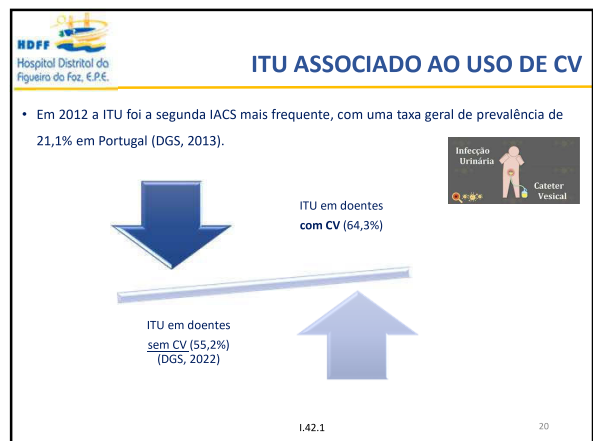 HDFF
Hospital Distrital da
Figueira da Foz, E.P.E.
ITU ASSOCIADO AO USO DE CV
• Em 2012 a ITU foi a segunda IACS mais frequente, com uma taxa geral de prevalência de
21,1% em Portugal (DGS, 2013).
Infecção
Urinária
Cateter
Vesical
ITU em doentes
com CV (64,3%)
ITU em doentes
sem CV (55,2%)
(DGS, 2022)
I.42.1
20